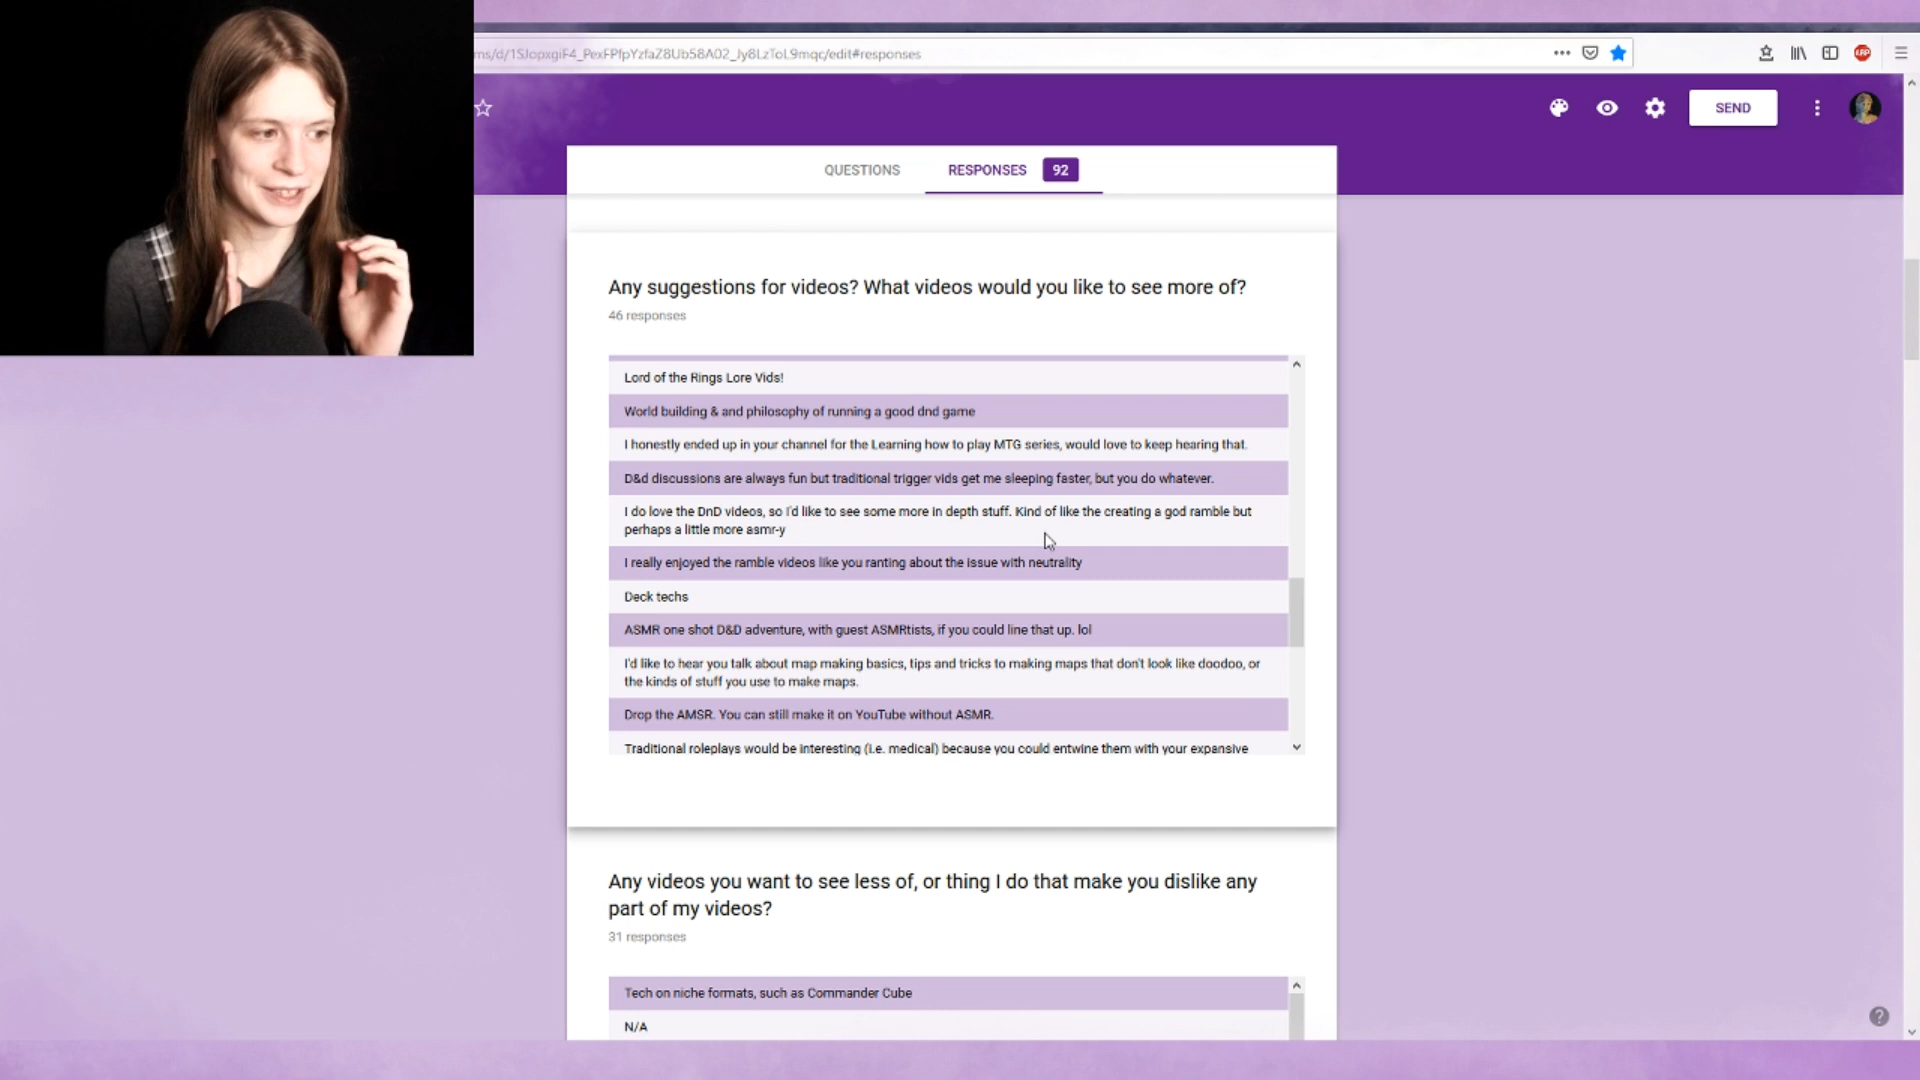 SEND
QUESTIONS RESPONSES 92
Any suggestions for videos? What videos would you like to see more of?
46 responses
Lord of the Rings Lore Vids!
World building & and philosophy of running a good dnd game
I honestly ended up in your channel for the Learning how to play MTG series, would love to keep hearing that.
D&d discussions are always fun but traditional trigger vids get me sleeping faster, but you do whatever.
I do love the DnD videos, so I'd like to see some more in depth stuff. Kind of like the creating a god ramble but
perhaps a little more asmr-y
I really enjoyed the ramble videos like you ranting about the issue with neutrality
Deck techs
ASMR one shot D&D adventure, with guest ASMRtists, if you could line that up. lol
I'd like to hear you talk about map making basics, tips and tricks to making maps that don't look like doodoo, or
the kinds of stuff you use to make maps.
Drop the AMSR. You can still make it on YouTube without ASMR.
Traditional roleplays would be interesting (i.e. medical) because you could entwine them with your expansive
Any videos you want to see less of, or thing I do that make you dislike any
part of my videos?
31 responses
Tech on niche formats, such as Commander Cube
N/A